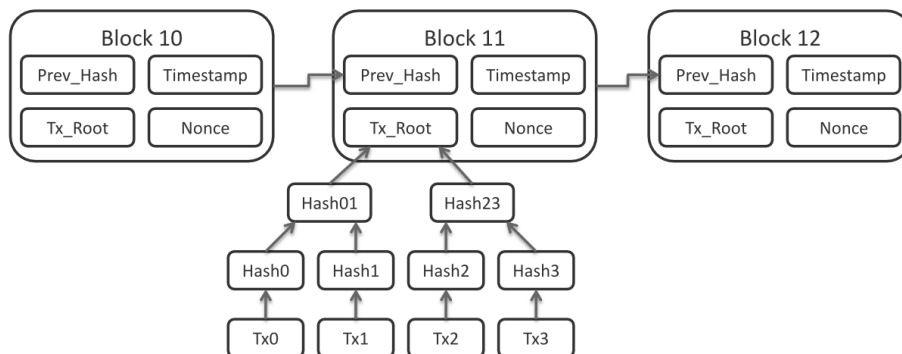 Block 10
Block 11
Block 12
Prev_Hash
Timestamp
Prev_Hash
Timestamp
Prev_Hash
Timestamp
Tx_Root
Nonce
Tx_Root
Nonce
Tx_Root
Nonce
Hash01
Hash23
Hash0
Hash1
Hash2
Hash3
Tx0
Tx1
Tx2
Tx3